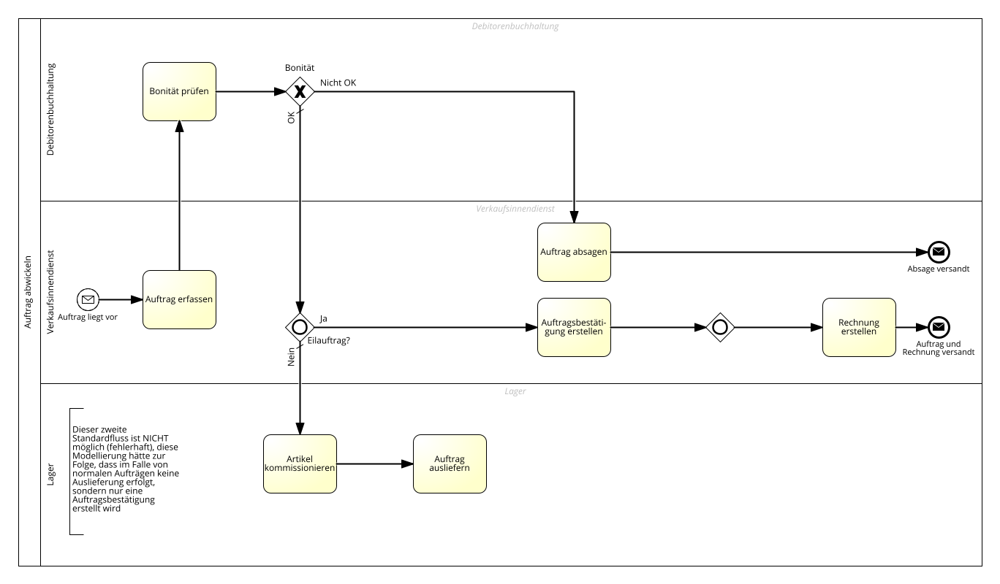 Auftrag abwickeln
Debitorenbuchhaltung
Debitorenbuchhaltung
Bonität prüfen
Bonität
Nicht OK
OK
Verkaufsinnendienst
Verkaufsinnendienst
Auftrag liegt vor
Auftrag erfassen
Auftrag absagen
Absage versandt
Ja
Eilauftrag?
Nein
Auftragsbestäti-
gung erstellen
Rechnung
erstellen
Auftrag und
Rechnung versandt
Lager
Lager
Dieser zweite
Standardfluss ist NICHT
möglich (fehlerhaft), diese
Modellierung hätte zur
Folge, dass im Falle von
normalen Aufträgen keine
Auslieferung erfolgt,
sondern nur eine
Auftragsbestätigung
erstellt wird
Artikel
kommissionieren
Auftrag
ausliefern